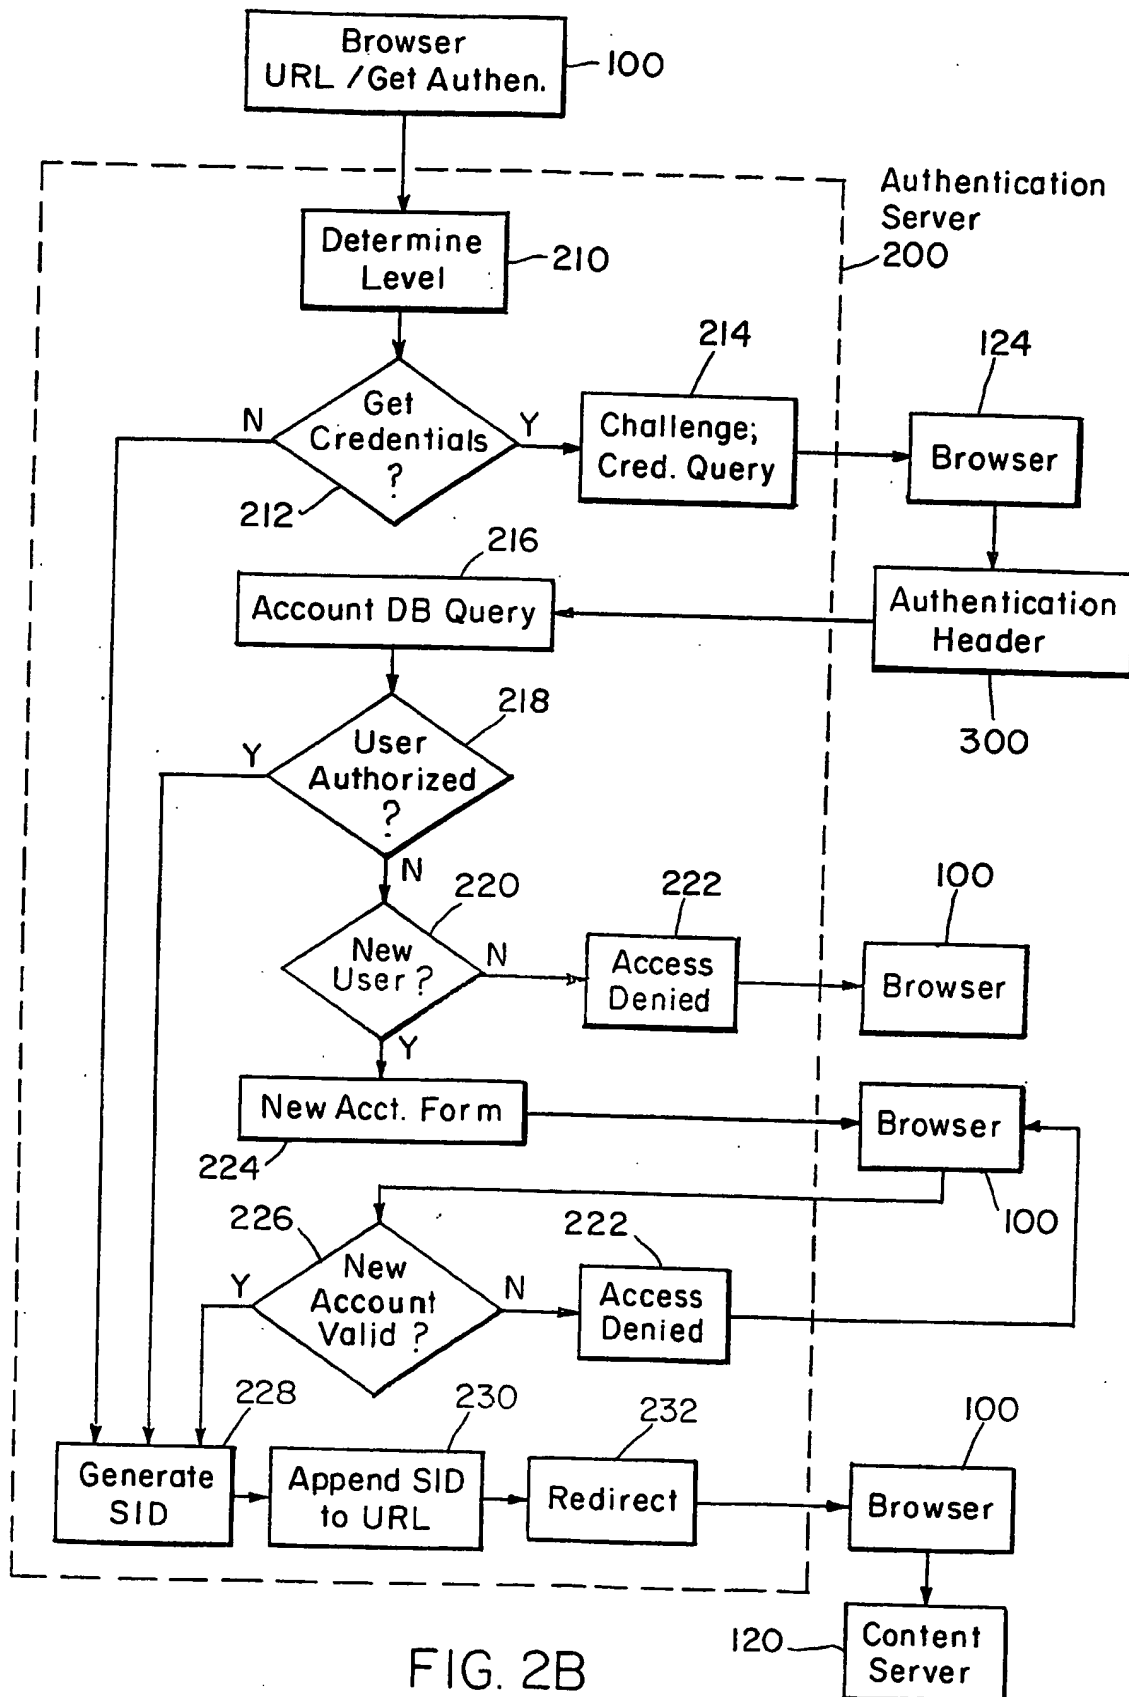 Browser
URL /Get Authen.
100
Authentication
Server
200
Determine
Level
210
214
124
N
Get
Credentials
?
Y
212
Challenge;
Cred. Query
Browser
216
Account DB Query
Authentication
Header
300
218
Y
User
Authorized
?
N
220
222
100
New
User ?
N
Access
Denied
Browser
Y
New Acct. Form
224
Browser
100
226
222
Y
New
Account
Valid ?
N
Access
Denied
228
230
232
100
Generate
SID
Append SID
to URL
Redirect
Browser
120
Content
Server
FIG. 2B